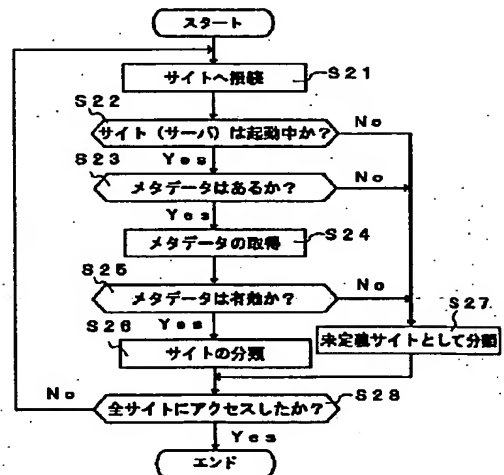 スタート
サイトへ接続
S21
S22
サイト（サーバ）は起動中か？
No
Yes
S23
メタデータはあるか？
No
Yes
メタデータの取得
S24
S25
メタデータは有効か？
No
Yes
S26
サイトの分類
S27
未定義サイトとして分類
No
全サイトにアクセスしたか？
S28
Yes
エンド